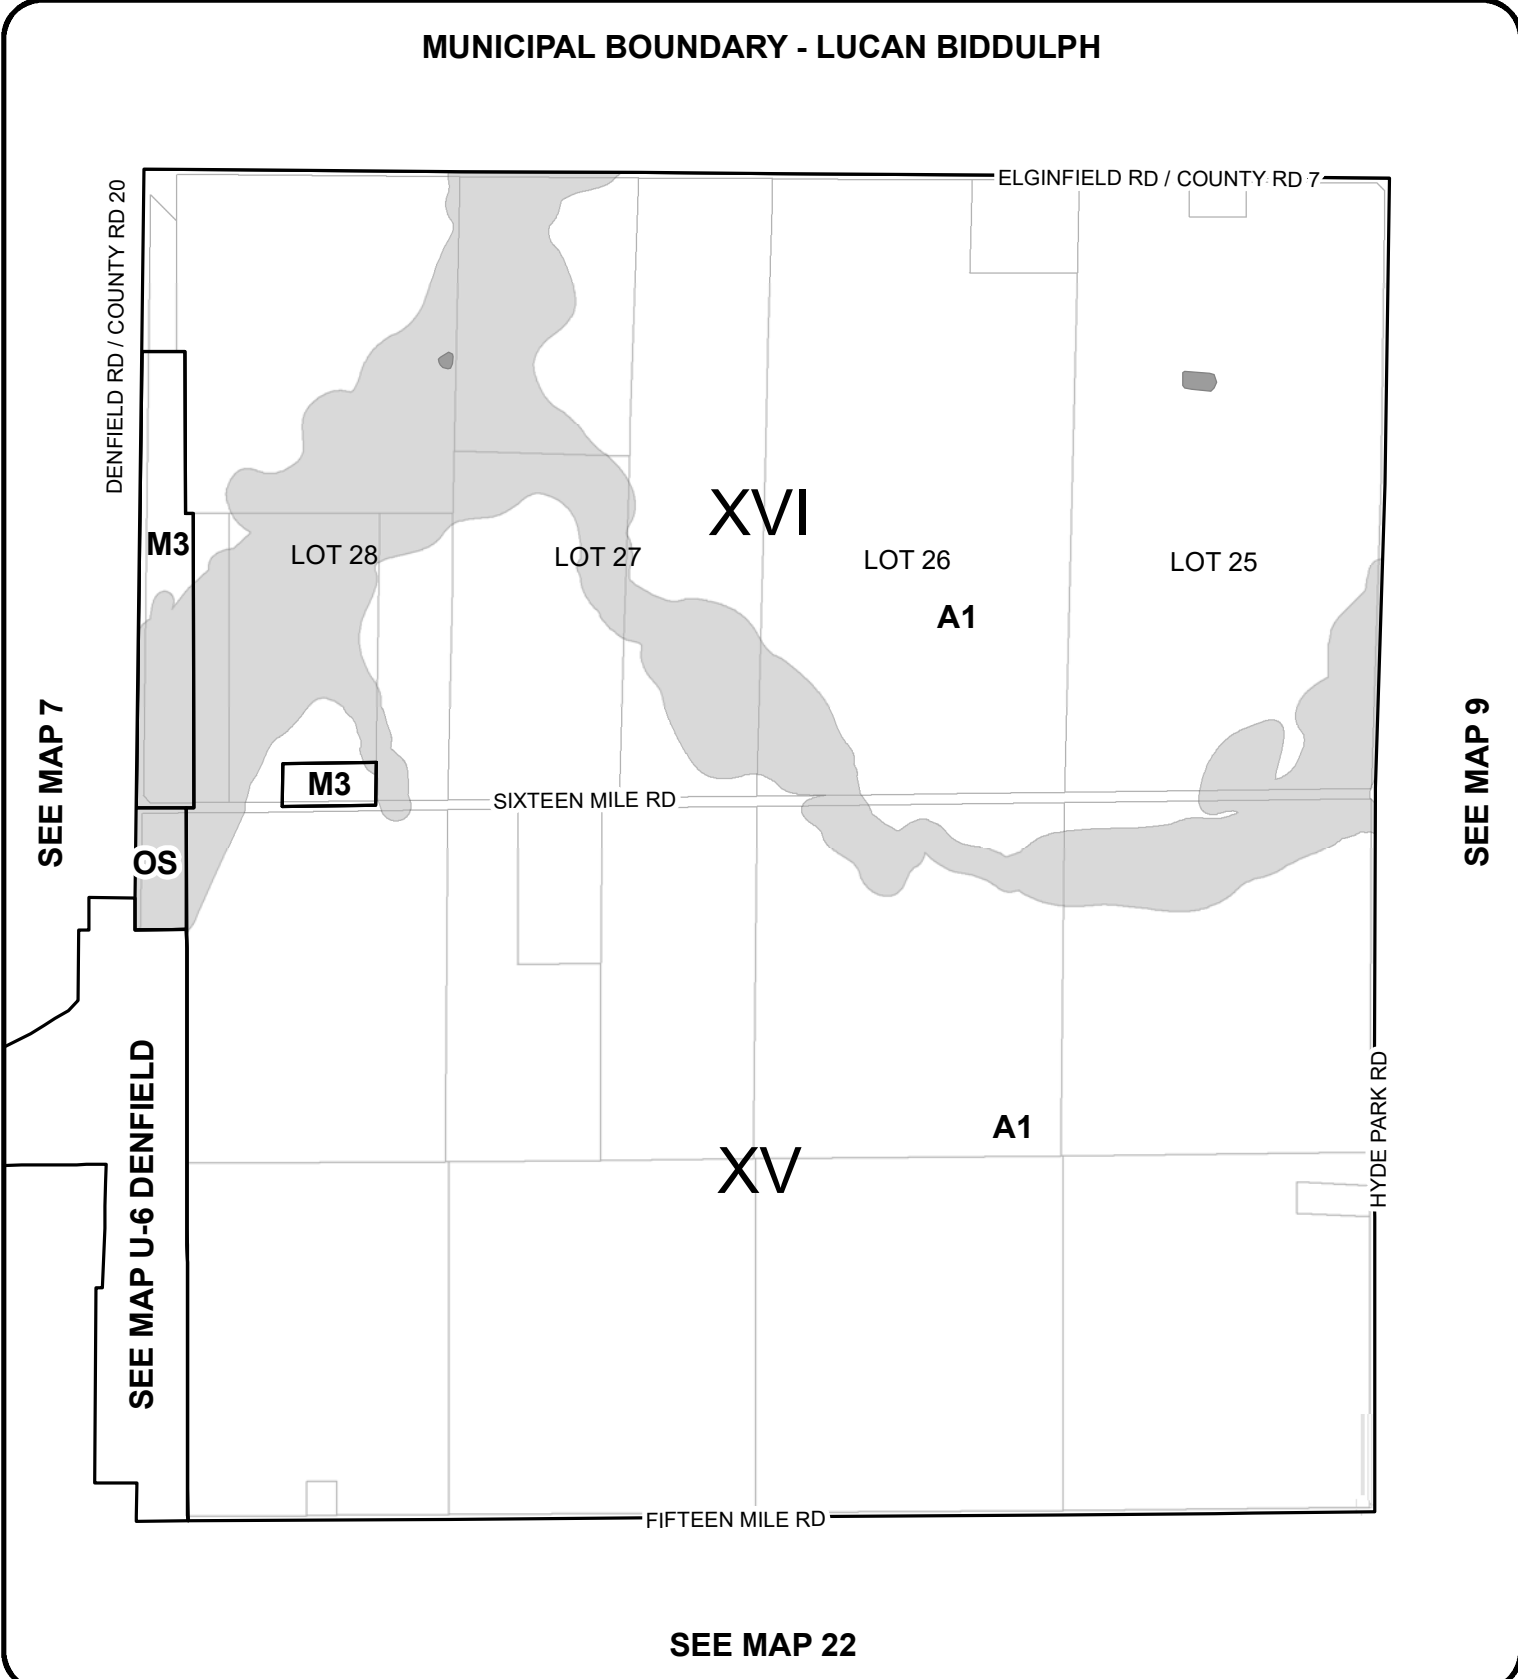 MUNICIPAL BOUNDARY - LUCAN BIDDULPH
ELGINFIELD RD / COUNTY RD 7
DENFIELD RD / COUNTY RD 20
XVI
M3
LOT 28
LOT 27
LOT 26
LOT 25
A1
SEE MAP 7
SEE MAP 9
M3
SIXTEEN MILE RD
OS
SEE MAP U-6 DENFIELD
A1
HYDE PARK RD
XV
FIFTEEN MILE RD
SEE MAP 22